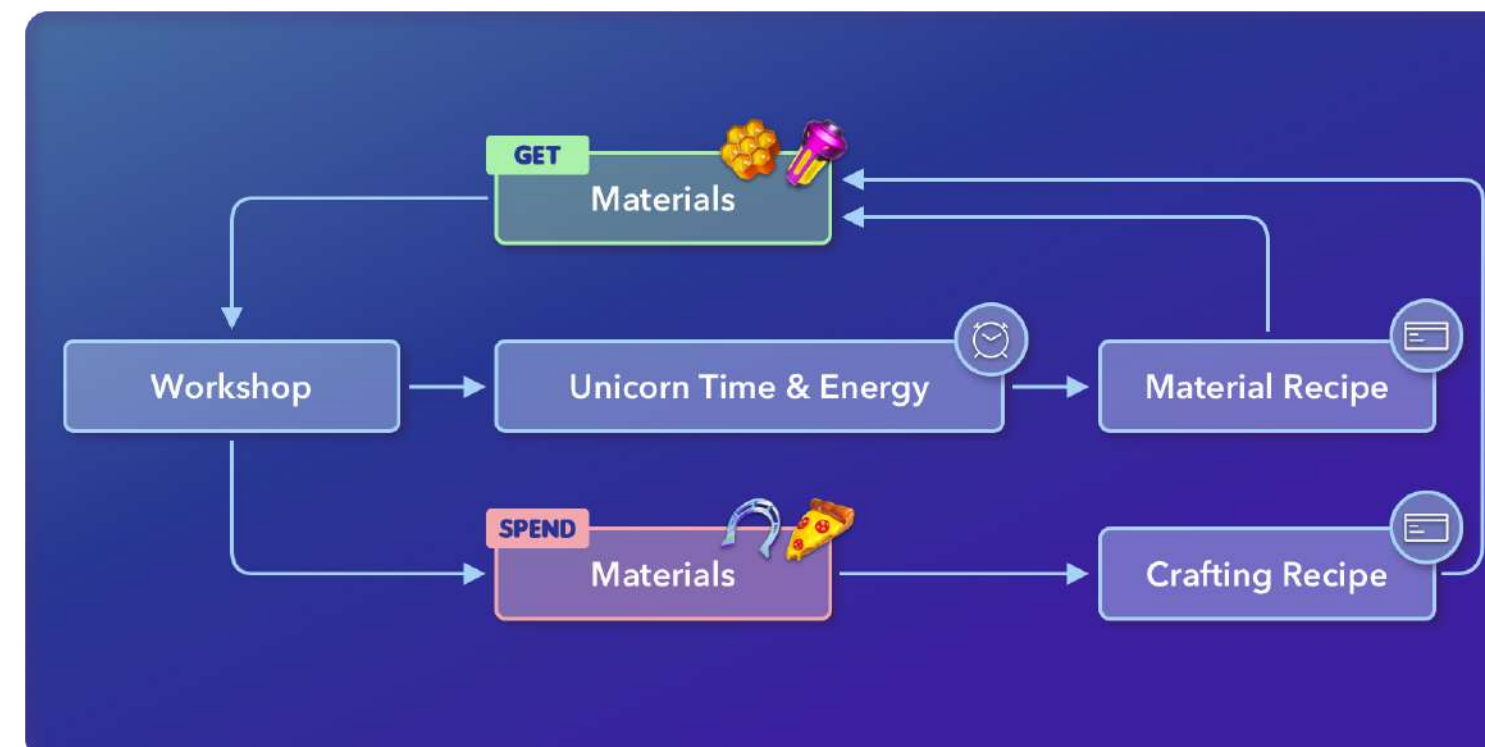 GET
Materials
Workshop
Unicorn Time & Energy
Material Recipe
SPEND
Materials
Crafting Recipe